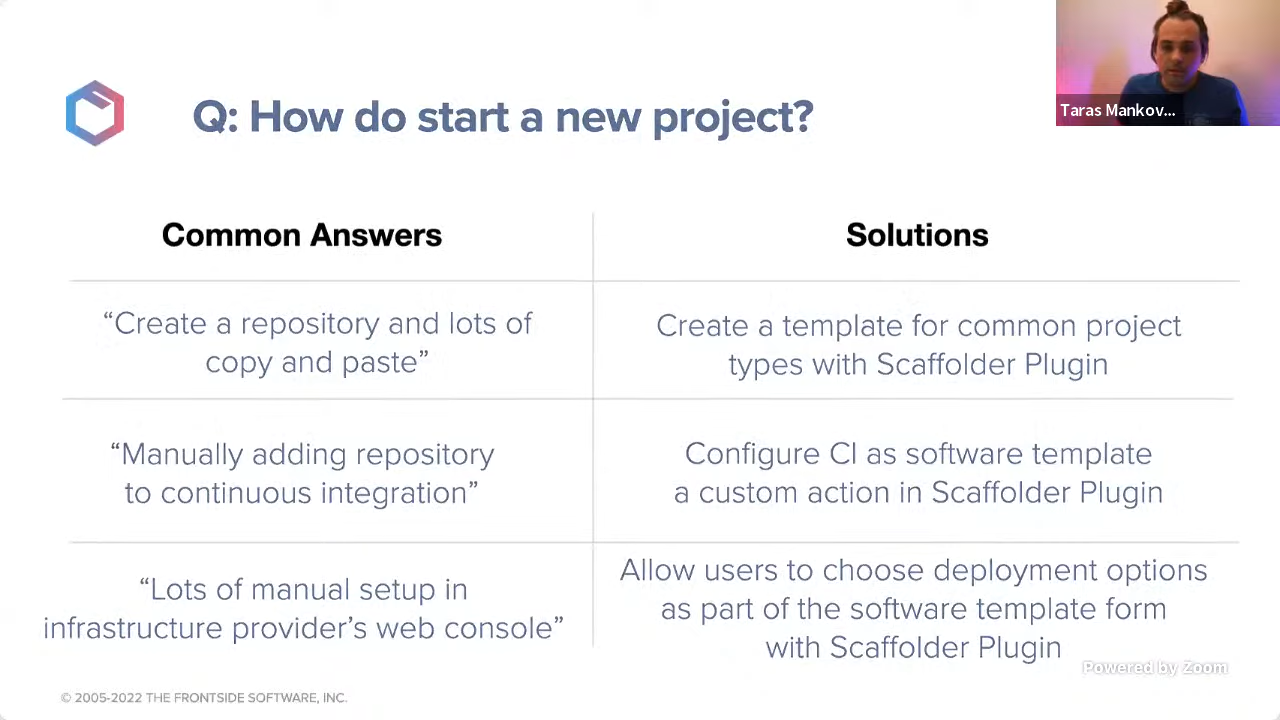 Q: How do start a new project?
Taras Mankov...
Common Answers
Solutions
“Create a repository and lots of
copy and paste”
Create a template for common project
types with Scaffolder Plugin
“Manually adding repository
to continuous integration”
Configure CI as software template
a custom action in Scaffolder Plugin
“Lots of manual setup in
infrastructure provider’s web console”
Allow users to choose deployment options
as part of the software template form
with Scaffolder Plugin
Powered by Zoom
© 2005-2022 THE FRONTSIDE SOFTWARE, INC.